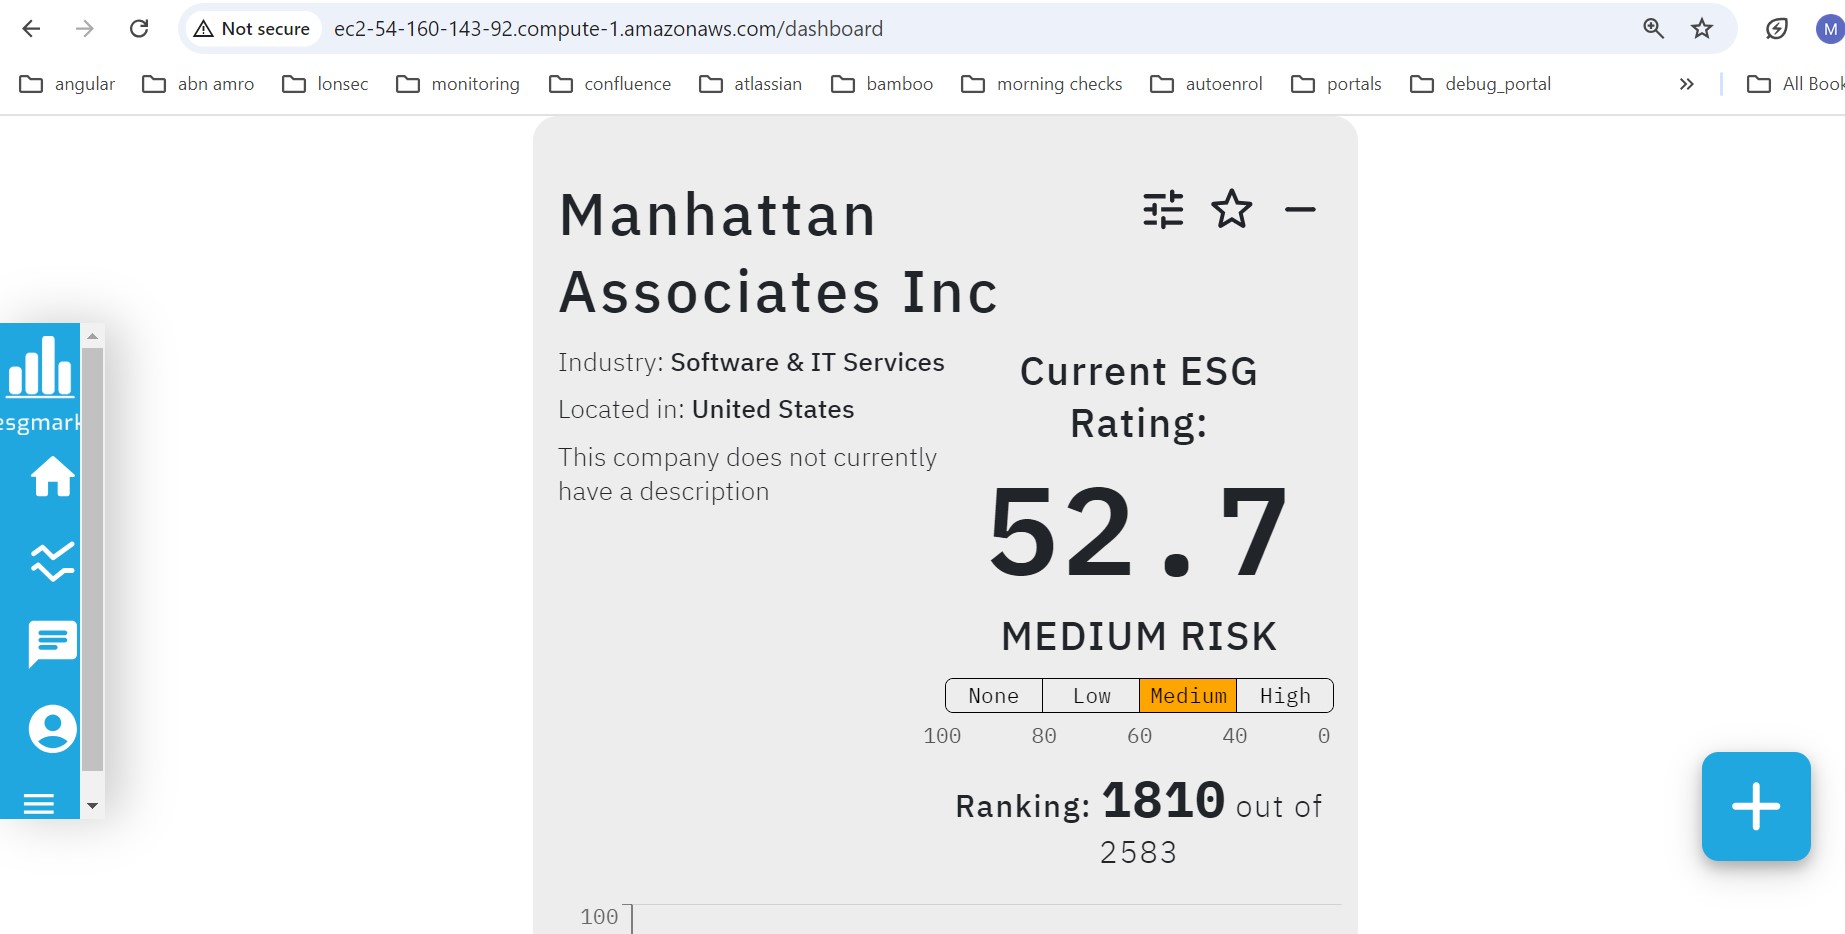 Not secure
ec2-54-160-143-92.compute-1.amazonaws.com/dashboard
M
angular
abn amro
lonsec
monitoring
confluence
atlassian
bamboo
morning checks
autoenrol
portals
debug_portal
»
All Book
Manhattan
Associates Inc
Industry: Software & IT Services
Located in: United States
This company does not currently
have a description
Current ESG
Rating:
52.7
MEDIUM RISK
None Low Medium High
100 80 60 40 0
Ranking: 1810 out of
2583
100
esgmark